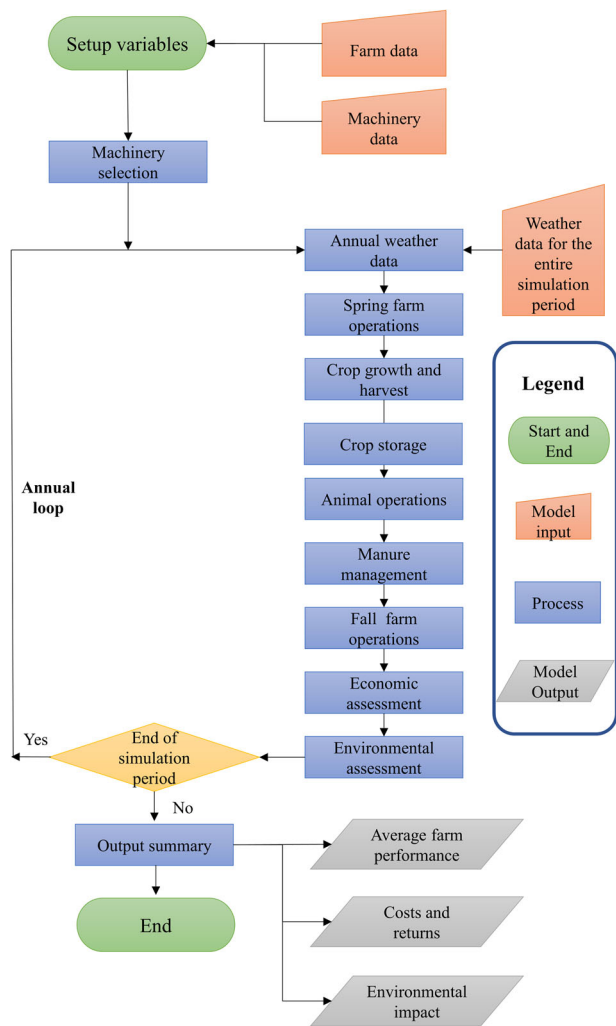 Setup variables
Farm data
Machinery
data
Machinery
selection
Annual weather
data
Weather
data for the
entire
simulation
period
Spring farm
operations
Crop growth and
harvest
Crop storage
Animal operations
Manure
management
Fall farm
operations
Economic
assessment
Environmental
assessment
Annual
loop
Legend
Start and
End
Model
input
Process
Model
Output
Yes
End of
simulation
period
No
Output summary
End
Average farm
performance
Costs and
returns
Environmental
impact